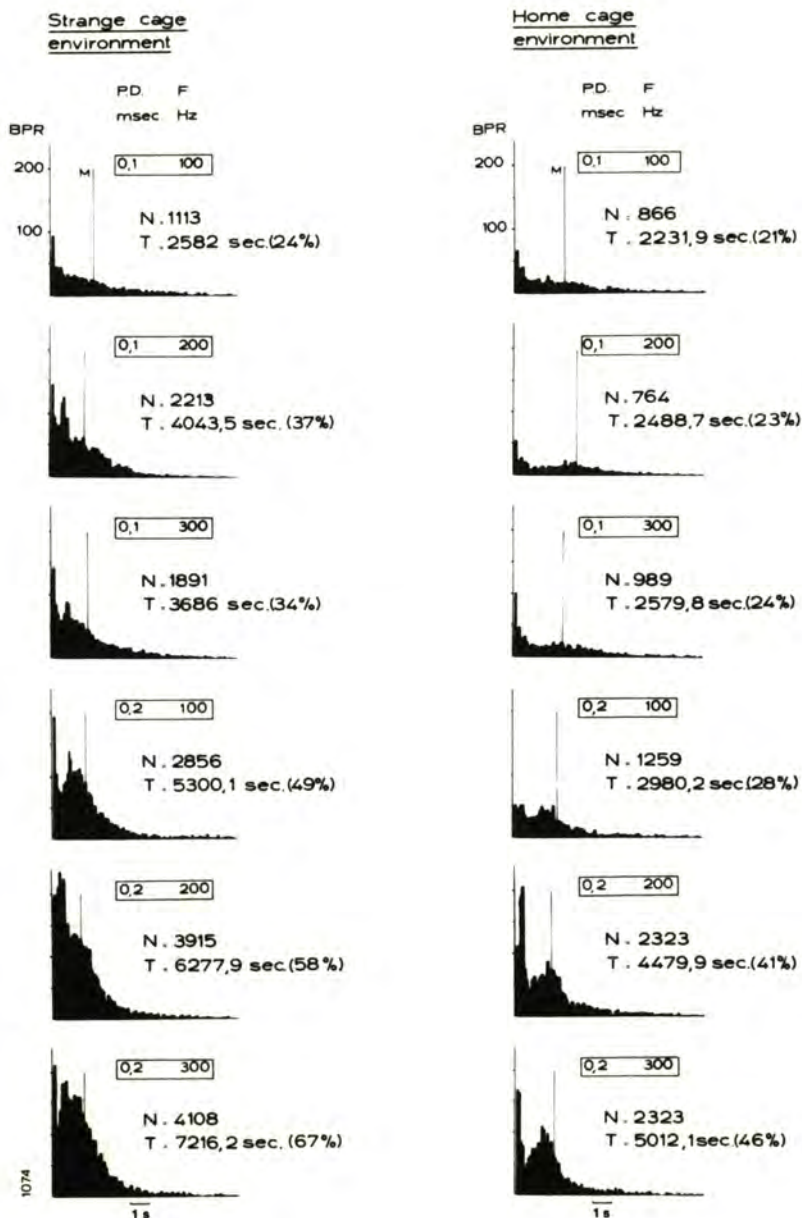 Strange cage
environment
P.D. F
msec. Hz
BPR
200
100
M
0,1 100
N.1113
T.2582 sec.(24%)
0,1 200
N.2213
T.4043,5 sec.(37%)
0,1 300
N.1891
T.3686 sec.(34%)
0,2 100
N.2856
T.5300,1 sec.(49%)
0,2 200
N.3915
T.6277,9 sec.(58%)
0,2 300
N.4108
T.7216,2 sec.(67%)
1 s
1074
Home cage
environment
P.D. F
msec. Hz
BPR
200
100
M
0,1 100
N.866
T.2231,9 sec.(21%)
0,1 200
N.764
T.2488,7 sec.(23%)
0,1 300
N.989
T.2579,8 sec.(24%)
0,2 100
N.1259
T.2980,2 sec.(28%)
0,2 200
N.2323
T.4479,9 sec.(41%)
0,2 300
N.2323
T.5012,1sec.(46%)
1 s